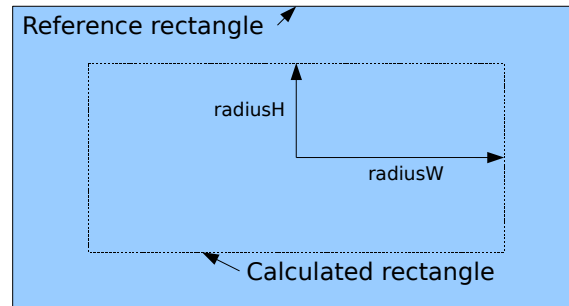 Reference rectangle
radiusH
radiusW
Calculated rectangle